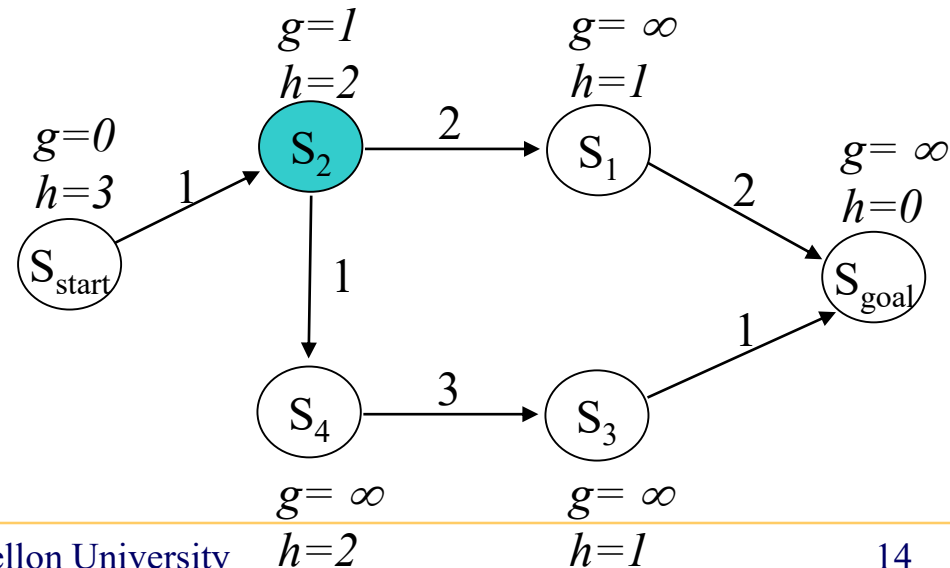 g=1
h=2
g= ∞
h=1
g=0
h=3
g= ∞
h=0
S2
2
S1
1
2
Sstart
Sgoal
1
1
S4
3
S3
g= ∞
h=2
g= ∞
h=1
ellon University
14